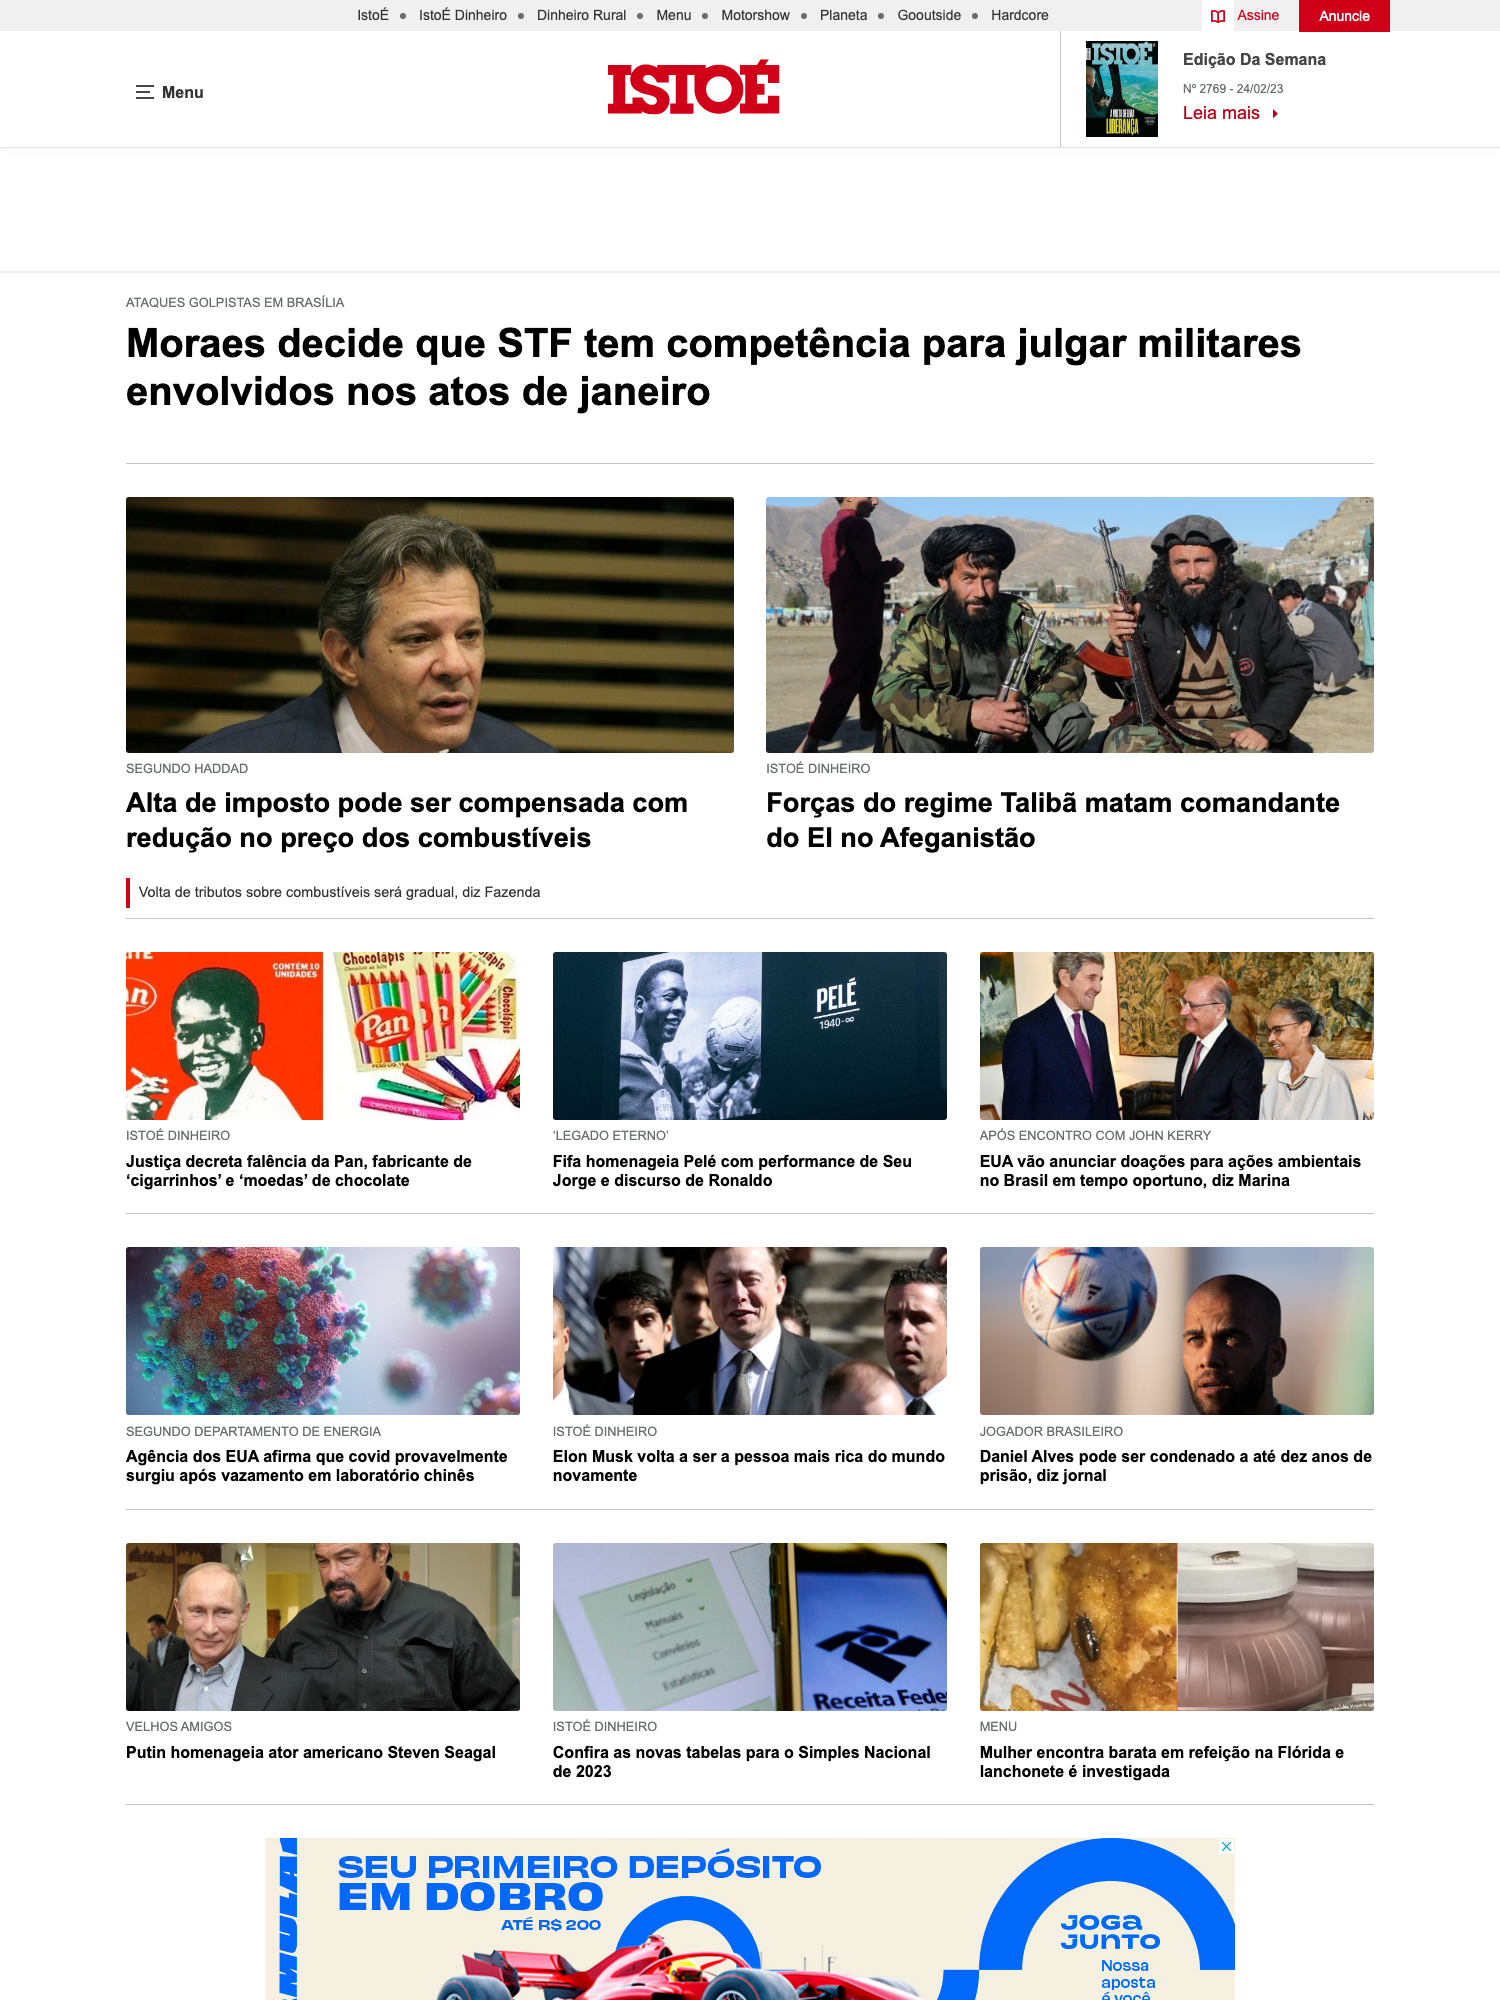 IstoÉ • IstoÉ Dinheiro • Dinheiro Rural • Menu • Motorshow • Planeta • Gooutside • Hardcore
Assine
Anuncie
Menu
ISTOÉ
ISTOÉ
A VOLTA DE UMA
LIDERANÇA
Edição Da Semana
Nº 2769 - 24/02/23
Leia mais
ATAQUES GOLPISTAS EM BRASÍLIA
Moraes decide que STF tem competência para julgar militares
envolvidos nos atos de janeiro
SEGUNDO HADDAD
Alta de imposto pode ser compensada com
redução no preço dos combustíveis
Volta de tributos sobre combustíveis será gradual, diz Fazenda
ISTOÉ DINHEIRO
Forças do regime Talibã matam comandante
do EI no Afeganistão
CONTÉM 10
UNIDADES
Chocolápis
Chocolápis
Pan
ISTOÉ DINHEIRO
Justiça decreta falência da Pan, fabricante de
‘cigarrinhos’ e ‘moedas’ de chocolate
PELÉ
1940-∞
‘LEGADO ETERNO’
Fifa homenageia Pelé com performance de Seu
Jorge e discurso de Ronaldo
APÓS ENCONTRO COM JOHN KERRY
EUA vão anunciar doações para ações ambientais
no Brasil em tempo oportuno, diz Marina
SEGUNDO DEPARTAMENTO DE ENERGIA
Agência dos EUA afirma que covid provavelmente
surgiu após vazamento em laboratório chinês
ISTOÉ DINHEIRO
Elon Musk volta a ser a pessoa mais rica do mundo
novamente
JOGADOR BRASILEIRO
Daniel Alves pode ser condenado a até dez anos de
prisão, diz jornal
VELHOS AMIGOS
Putin homenageia ator americano Steven Seagal
Legislação
Manuais
Convênios
Estatísticas
Receita Fede
ISTOÉ DINHEIRO
Confira as novas tabelas para o Simples Nacional
de 2023
MENU
Mulher encontra barata em refeição na Flórida e
lanchonete é investigada
SEU PRIMEIRO DEPÓSITO
EM DOBRO
ATÉ R$ 200
JOGA
JUNTO
Nossa
aposta
é você